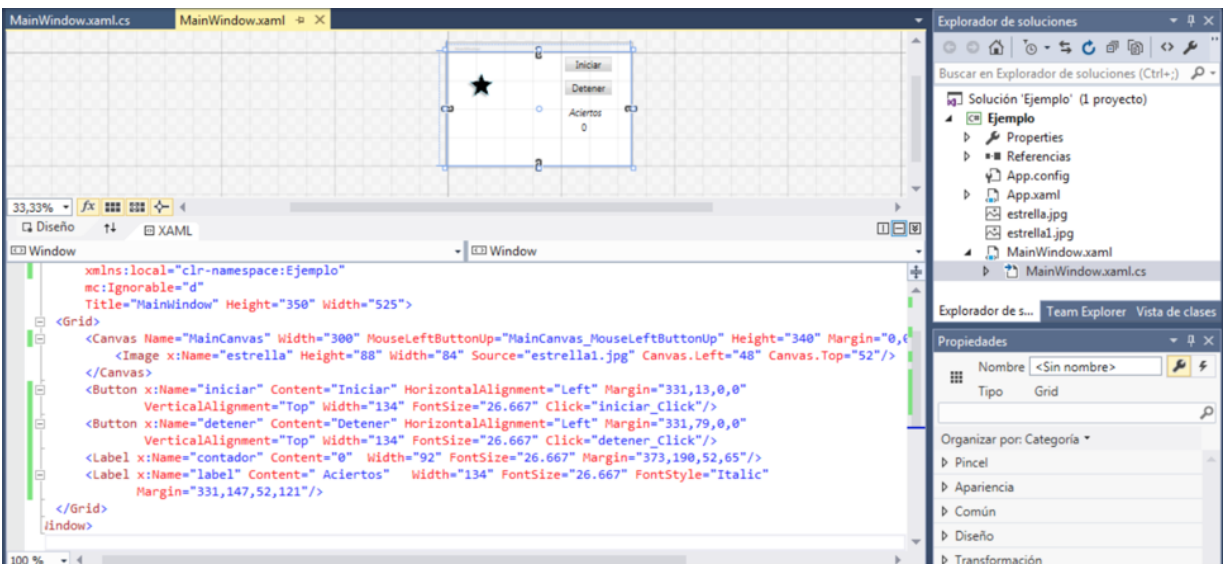 MainWindow.xaml.cs
MainWindow.xaml
Iniciar
Detener
Aciertos
0
33,33%
fx
Diseño
XAML
Window
Window
xmlns:local="clr-namespace:Ejemplo"
mc:Ignorable="d"
Title="MainWindow" Height="350" Width="525">
<Grid>
<Canvas Name="MainCanvas" Width="300" MouseLeftButtonUp="MainCanvas_MouseLeftButtonUp" Height="340" Margin="0,0
<Image x:Name="estrella" Height="88" Width="84" Source="estrella1.jpg" Canvas.Left="48" Canvas.Top="52"/>
</Canvas>
<Button x:Name="iniciar" Content="Iniciar" HorizontalAlignment="Left" Margin="331,13,0,0"
VerticalAlignment="Top" Width="134" FontSize="26.667" Click="iniciar_Click"/>
<Button x:Name="detener" Content="Detener" HorizontalAlignment="Left" Margin="331,79,0,0"
VerticalAlignment="Top" Width="134" FontSize="26.667" Click="detener_Click"/>
<Label x:Name="contador" Content="0" Width="92" FontSize="26.667" Margin="373,190,52,65"/>
<Label x:Name="label" Content=" Aciertos" Width="134" FontSize="26.667" FontStyle="Italic"
Margin="331,147,52,121"/>
</Grid>
Window>
100 %
Explorador de soluciones
Buscar en Explorador de soluciones (Ctrl+;)
Solución 'Ejemplo' (1 proyecto)
C# Ejemplo
Properties
Referencias
App.config
App.xaml
estrella.jpg
estrella1.jpg
MainWindow.xaml
MainWindow.xaml.cs
Explorador de s... Team Explorer Vista de clases
Propiedades
Nombre <Sin nombre>
Tipo Grid
Organizar por: Categoría
Pincel
Apariencia
Común
Diseño
Transformación